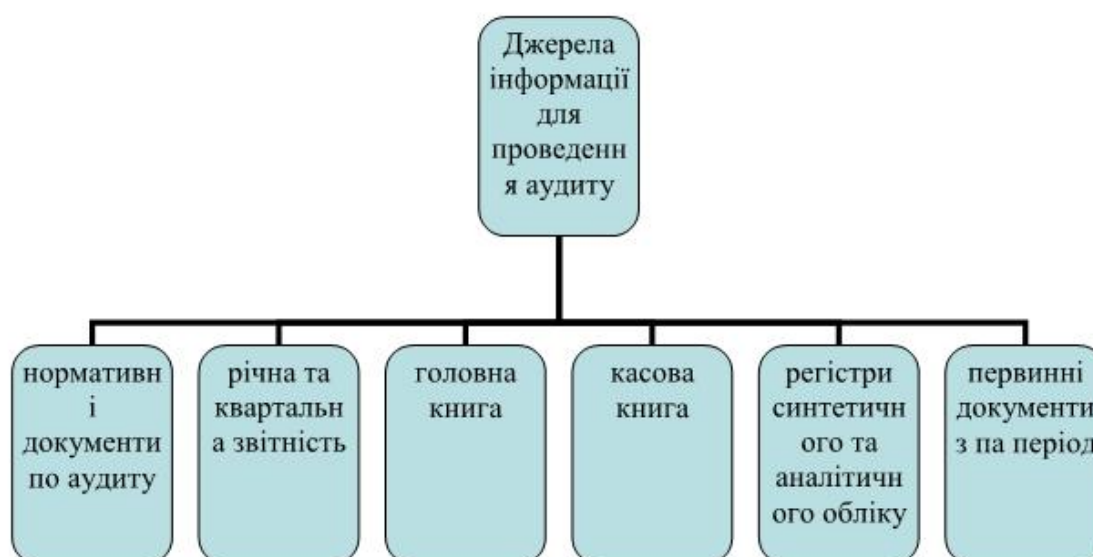 Джерела
інформації
для
проведенн
я аудиту
нормативн
і
документи
по аудиту
річна та
квартальн
а звітність
головна
книга
касова
книга
регістри
синтетичн
ого та
аналітичн
ого обліку
первинні
документи
з па період